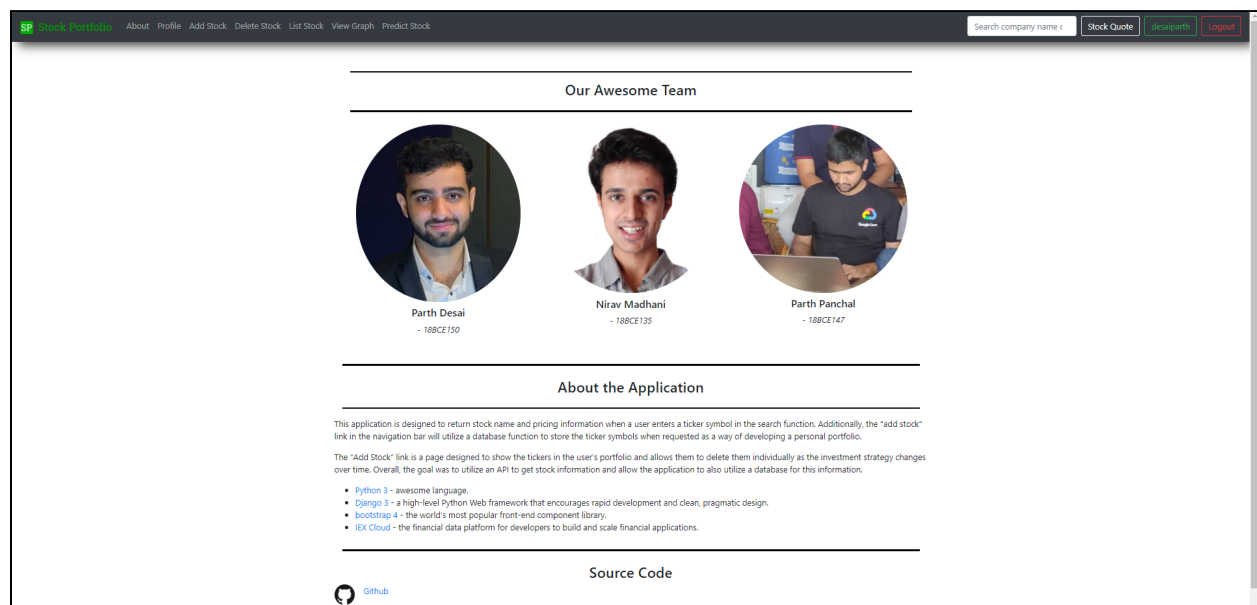 SP Stock Portfolio About Profile Add Stock Delete Stock List Stock View Graph Predict Stock Search company name c Stock Quote desaiparth Logout
Our Awesome Team
Google Cloud
Parth Desai
- 18BCE150
Nirav Madhani
- 18BCE135
Parth Panchal
- 18BCE147
About the Application
This application is designed to return stock name and pricing information when a user enters a ticker symbol in the search function. Additionally, the "add stock"
link in the navigation bar will utilize a database function to store the ticker symbols when requested as a way of developing a personal portfolio.
The "Add Stock" link is a page designed to show the tickers in the user's portfolio and allows them to delete them individually as the investment strategy changes
over time. Overall, the goal was to utilize an API to get stock information and allow the application to also utilize a database for this information.
Python 3 - awesome language.
Django 3 - a high-level Python Web framework that encourages rapid development and clean, pragmatic design.
bootstrap 4 - the world's most popular front-end component library.
IEX Cloud - the financial data platform for developers to build and scale financial applications.
Source Code
Github